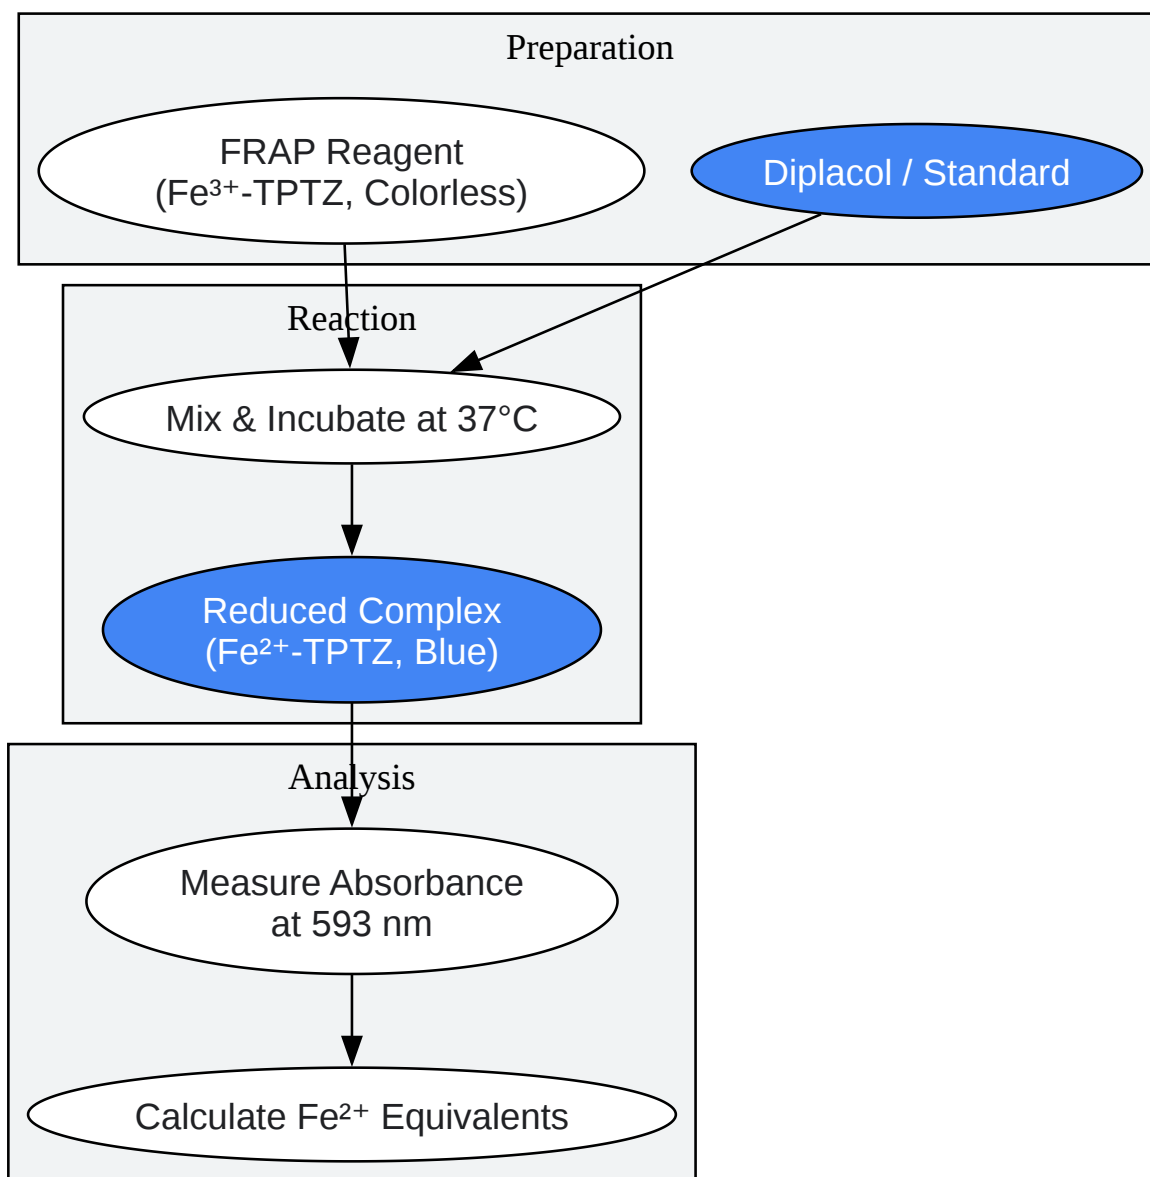 Preparation
FRAP Reagent
(Fe³⁺-TPTZ, Colorless)
Diplacol / Standard
Reaction
Mix & Incubate at 37°C
Reduced Complex
(Fe²⁺-TPTZ, Blue)
Analysis
Measure Absorbance
at 593 nm
Calculate Fe²⁺ Equivalents